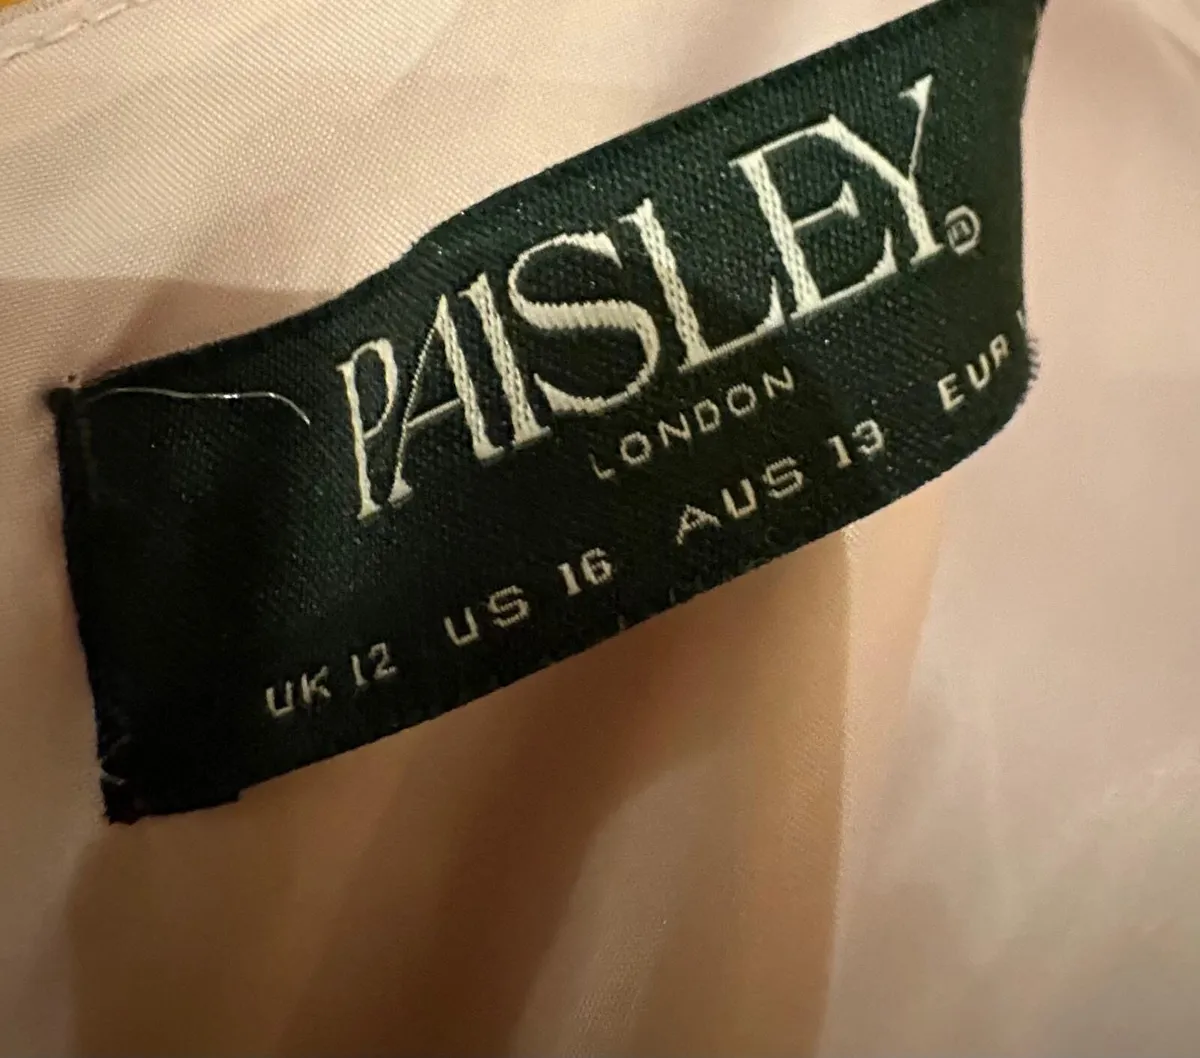 PAISLEY®
LONDON
UK 12 US 16 AUS 13 EUR